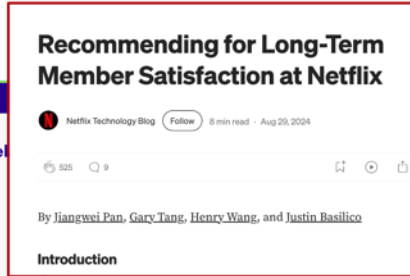 Recommending for Long-Term
Member Satisfaction at Netflix
Netflix Technology Blog Follow 8 min read · Aug 29, 2024
525 9
By Jiangwei Pan, Gary Tang, Henry Wang, and Justin Basilico
Introduction